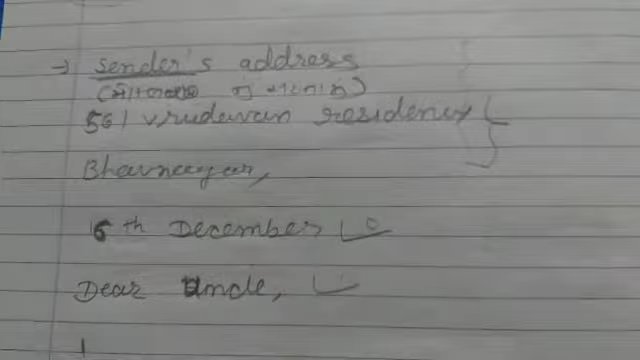 → sender's address
561 vrudavan residency
Bhavnagar,
6th December
Dear uncle,